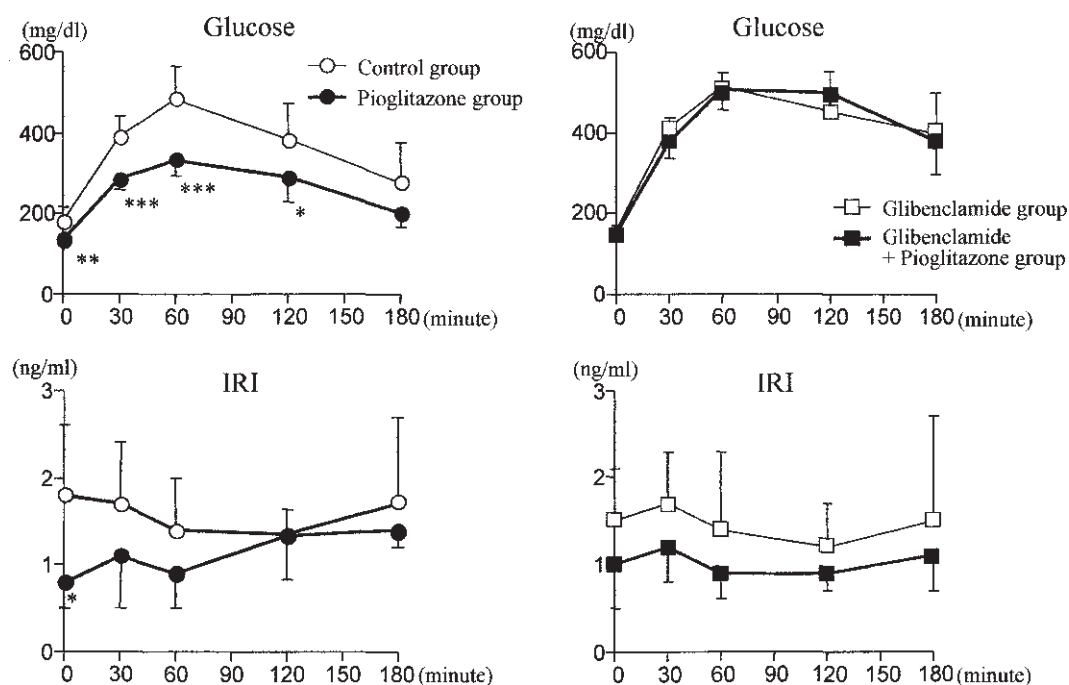 (mg/dl)
Glucose
600
400
200
0
Control group
Pioglitazone group
**
***
***
*
0 30 60 90 120 150 180 (minute)
(mg/dl)
Glucose
600
400
200
0
Glibenclamide group
Glibenclamide
+ Pioglitazone group
0 30 60 90 120 150 180 (minute)
(ng/ml)
IRI
3
2
1
0
*
0 30 60 90 120 150 180 (minute)
(ng/ml)
IRI
3
2
1
0
0 30 60 90 120 150 180 (minute)